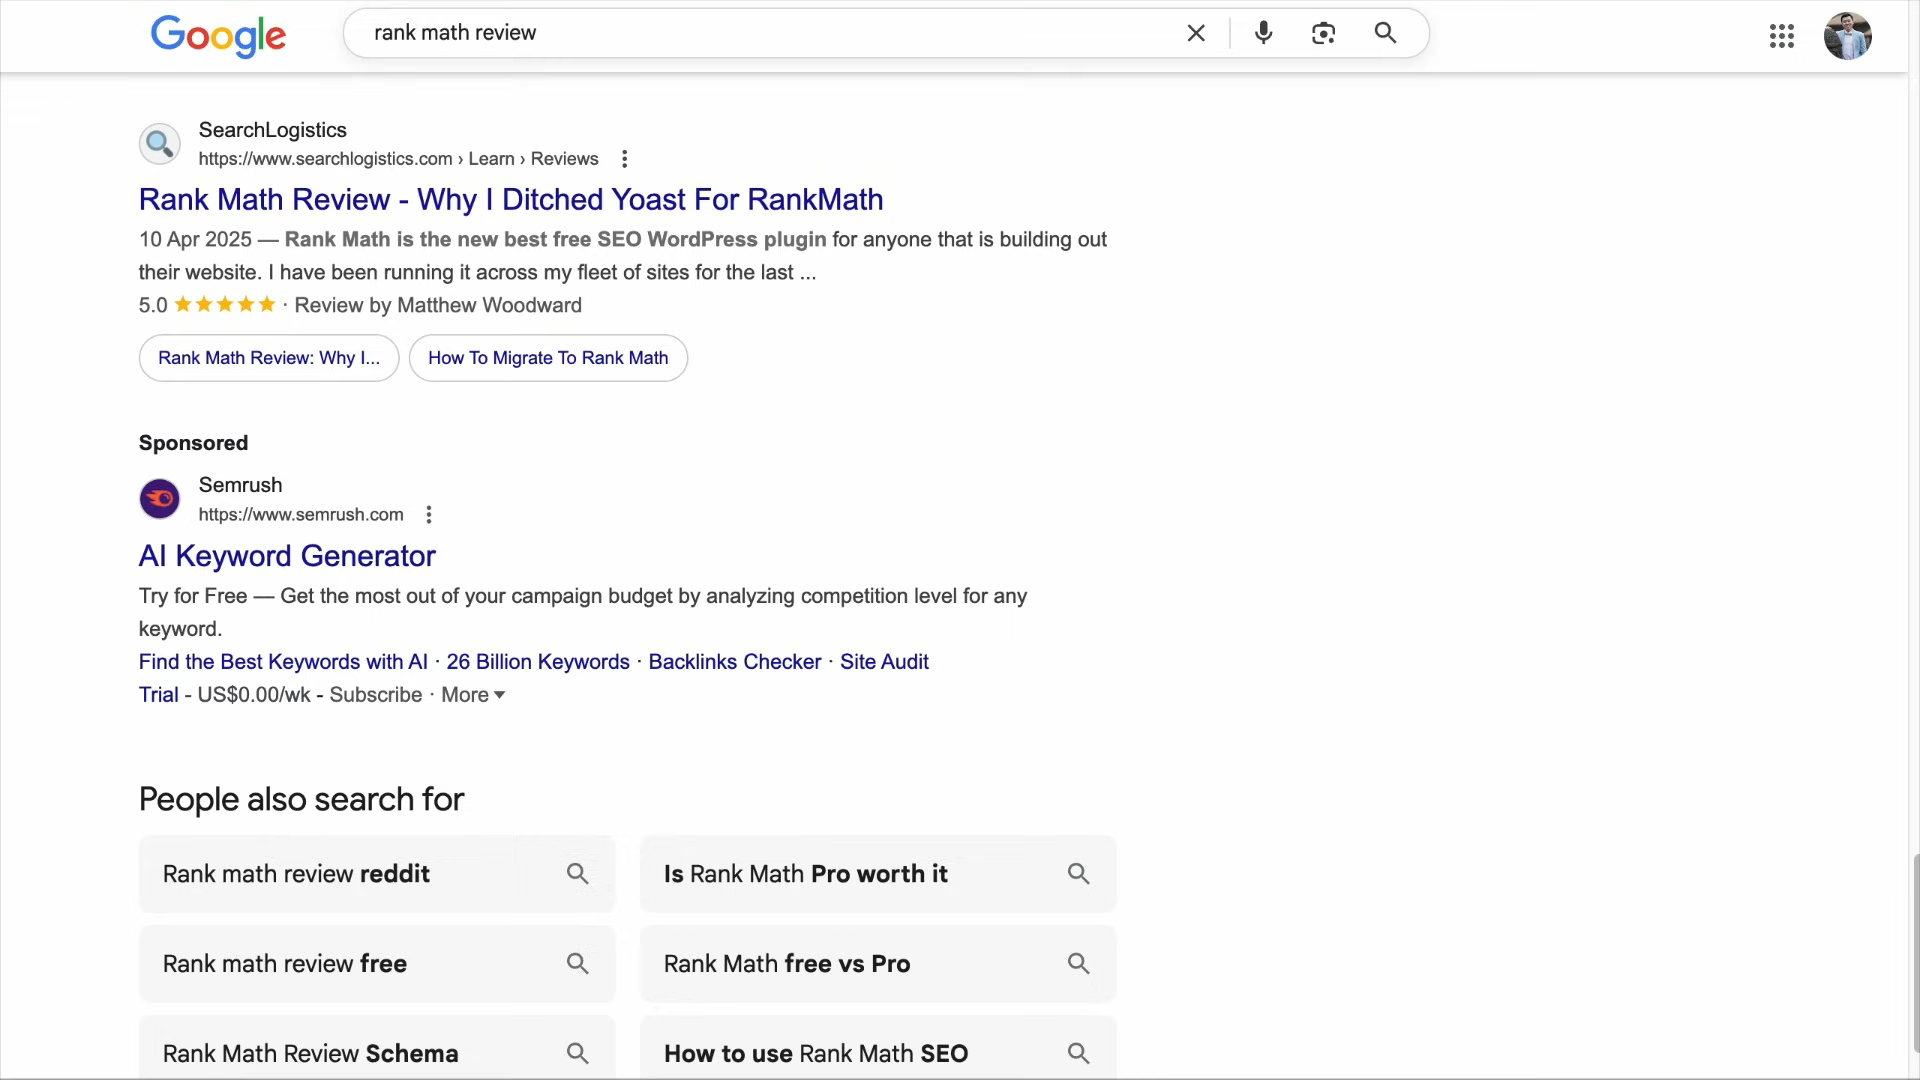 Google
rank math review
SearchLogistics
https://www.searchlogistics.com › Learn › Reviews
Rank Math Review - Why I Ditched Yoast For RankMath
10 Apr 2025 — Rank Math is the new best free SEO WordPress plugin for anyone that is building out
their website. I have been running it across my fleet of sites for the last ...
5.0 ★★★★★ · Review by Matthew Woodward
Rank Math Review: Why I...
How To Migrate To Rank Math
Sponsored
Semrush
https://www.semrush.com
AI Keyword Generator
Try for Free — Get the most out of your campaign budget by analyzing competition level for any
keyword.
Find the Best Keywords with AI · 26 Billion Keywords · Backlinks Checker · Site Audit
Trial - US$0.00/wk - Subscribe · More
People also search for
Rank math review reddit
Is Rank Math Pro worth it
Rank math review free
Rank Math free vs Pro
Rank Math Review Schema
How to use Rank Math SEO